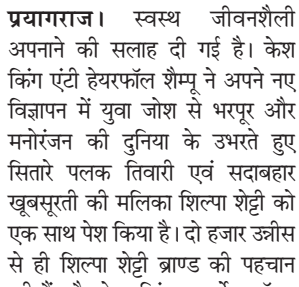 प्रयागराज। स्वस्थ जीवनशैली
अपनाने की सलाह दी गई है। केश
किंग एंटी हेयरफॉल शैम्पू ने अपने नए
विज्ञापन में युवा जोश से भरपूर और
मनोरंजन की दुनिया के उभरते हुए
सितारे पलक तिवारी एवं सदाबहार
खूबसूरती की मलिका शिल्पा शेट्टी को
एक साथ पेश किया है। दो हजार उन्नीस
से ही शिल्पा शेट्टी ब्राण्ड की पहचान